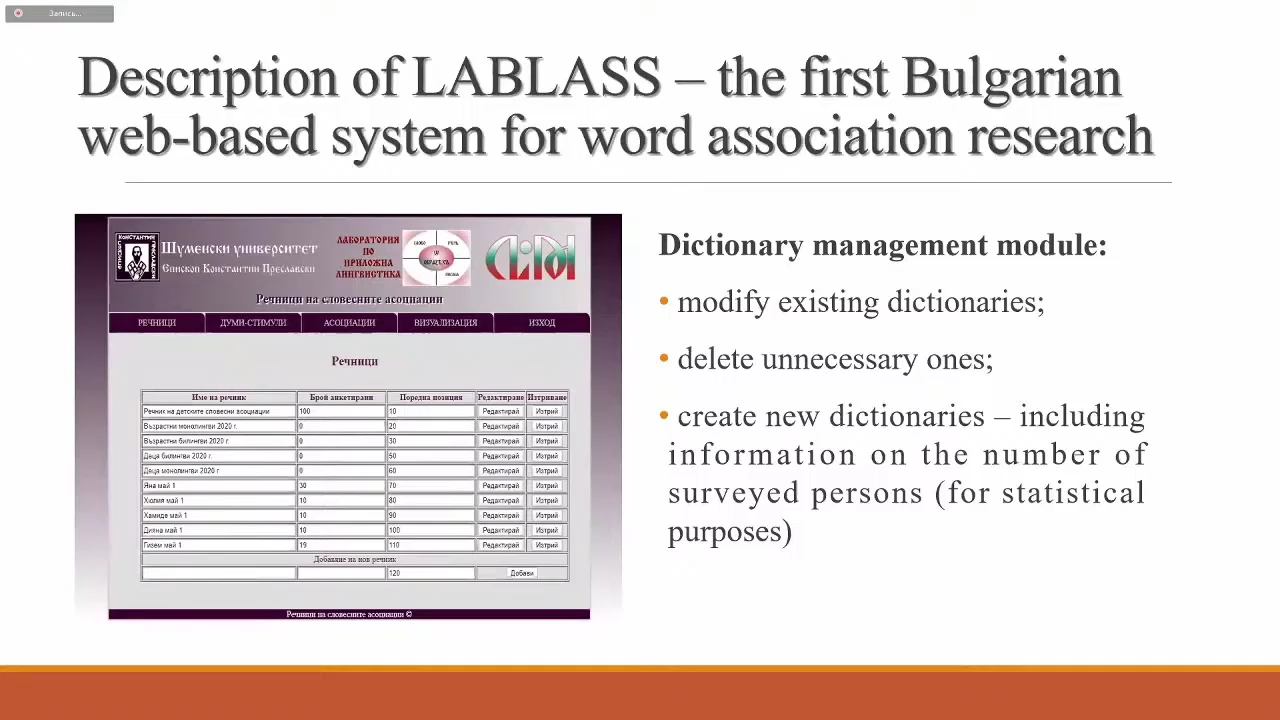 Запись...
Description of LABLASS – the first Bulgarian
web-based system for word association research
КОНСТАНТИН
ЕПИСКОП
ПРЕСЛАВСКИ
Шуменски университет
Епископ Константин Преславски
ЛАБОРАТОРИЯ
ПО
ПРИЛОЖНА
ЛИНГВИСТИКА
Речници на словесните асоциации
РЕЧНИЦИ ДУМИ-СТИМУЛИ АСОЦИАЦИИ ВИЗУАЛИЗАЦИЯ ИЗХОД
Речници
Име на речник Брой анкетирани Поредна позиция Редактиране Изтриване
Речник на детските словесни асоциации 100 10 Редактирай Изтрий
Възрастни монолингви 2020 г. 0 20 Редактирай Изтрий
Възрастни билингви 2020 г. 0 30 Редактирай Изтрий
Деца билингви 2020 г. 0 50 Редактирай Изтрий
Деца монолингви 2020 г 0 60 Редактирай Изтрий
Яна май 1 30 70 Редактирай Изтрий
Хюлия май 1 10 80 Редактирай Изтрий
Хамиде май 1 10 90 Редактирай Изтрий
Диана май 1 10 100 Редактирай Изтрий
Гизем май 1 19 110 Редактирай Изтрий
Добавяне на нов речник
120 Добави
Речници на словесните асоциации ©
Dictionary management module:
• modify existing dictionaries;
• delete unnecessary ones;
• create new dictionaries – including
information on the number of
surveyed persons (for statistical
purposes)